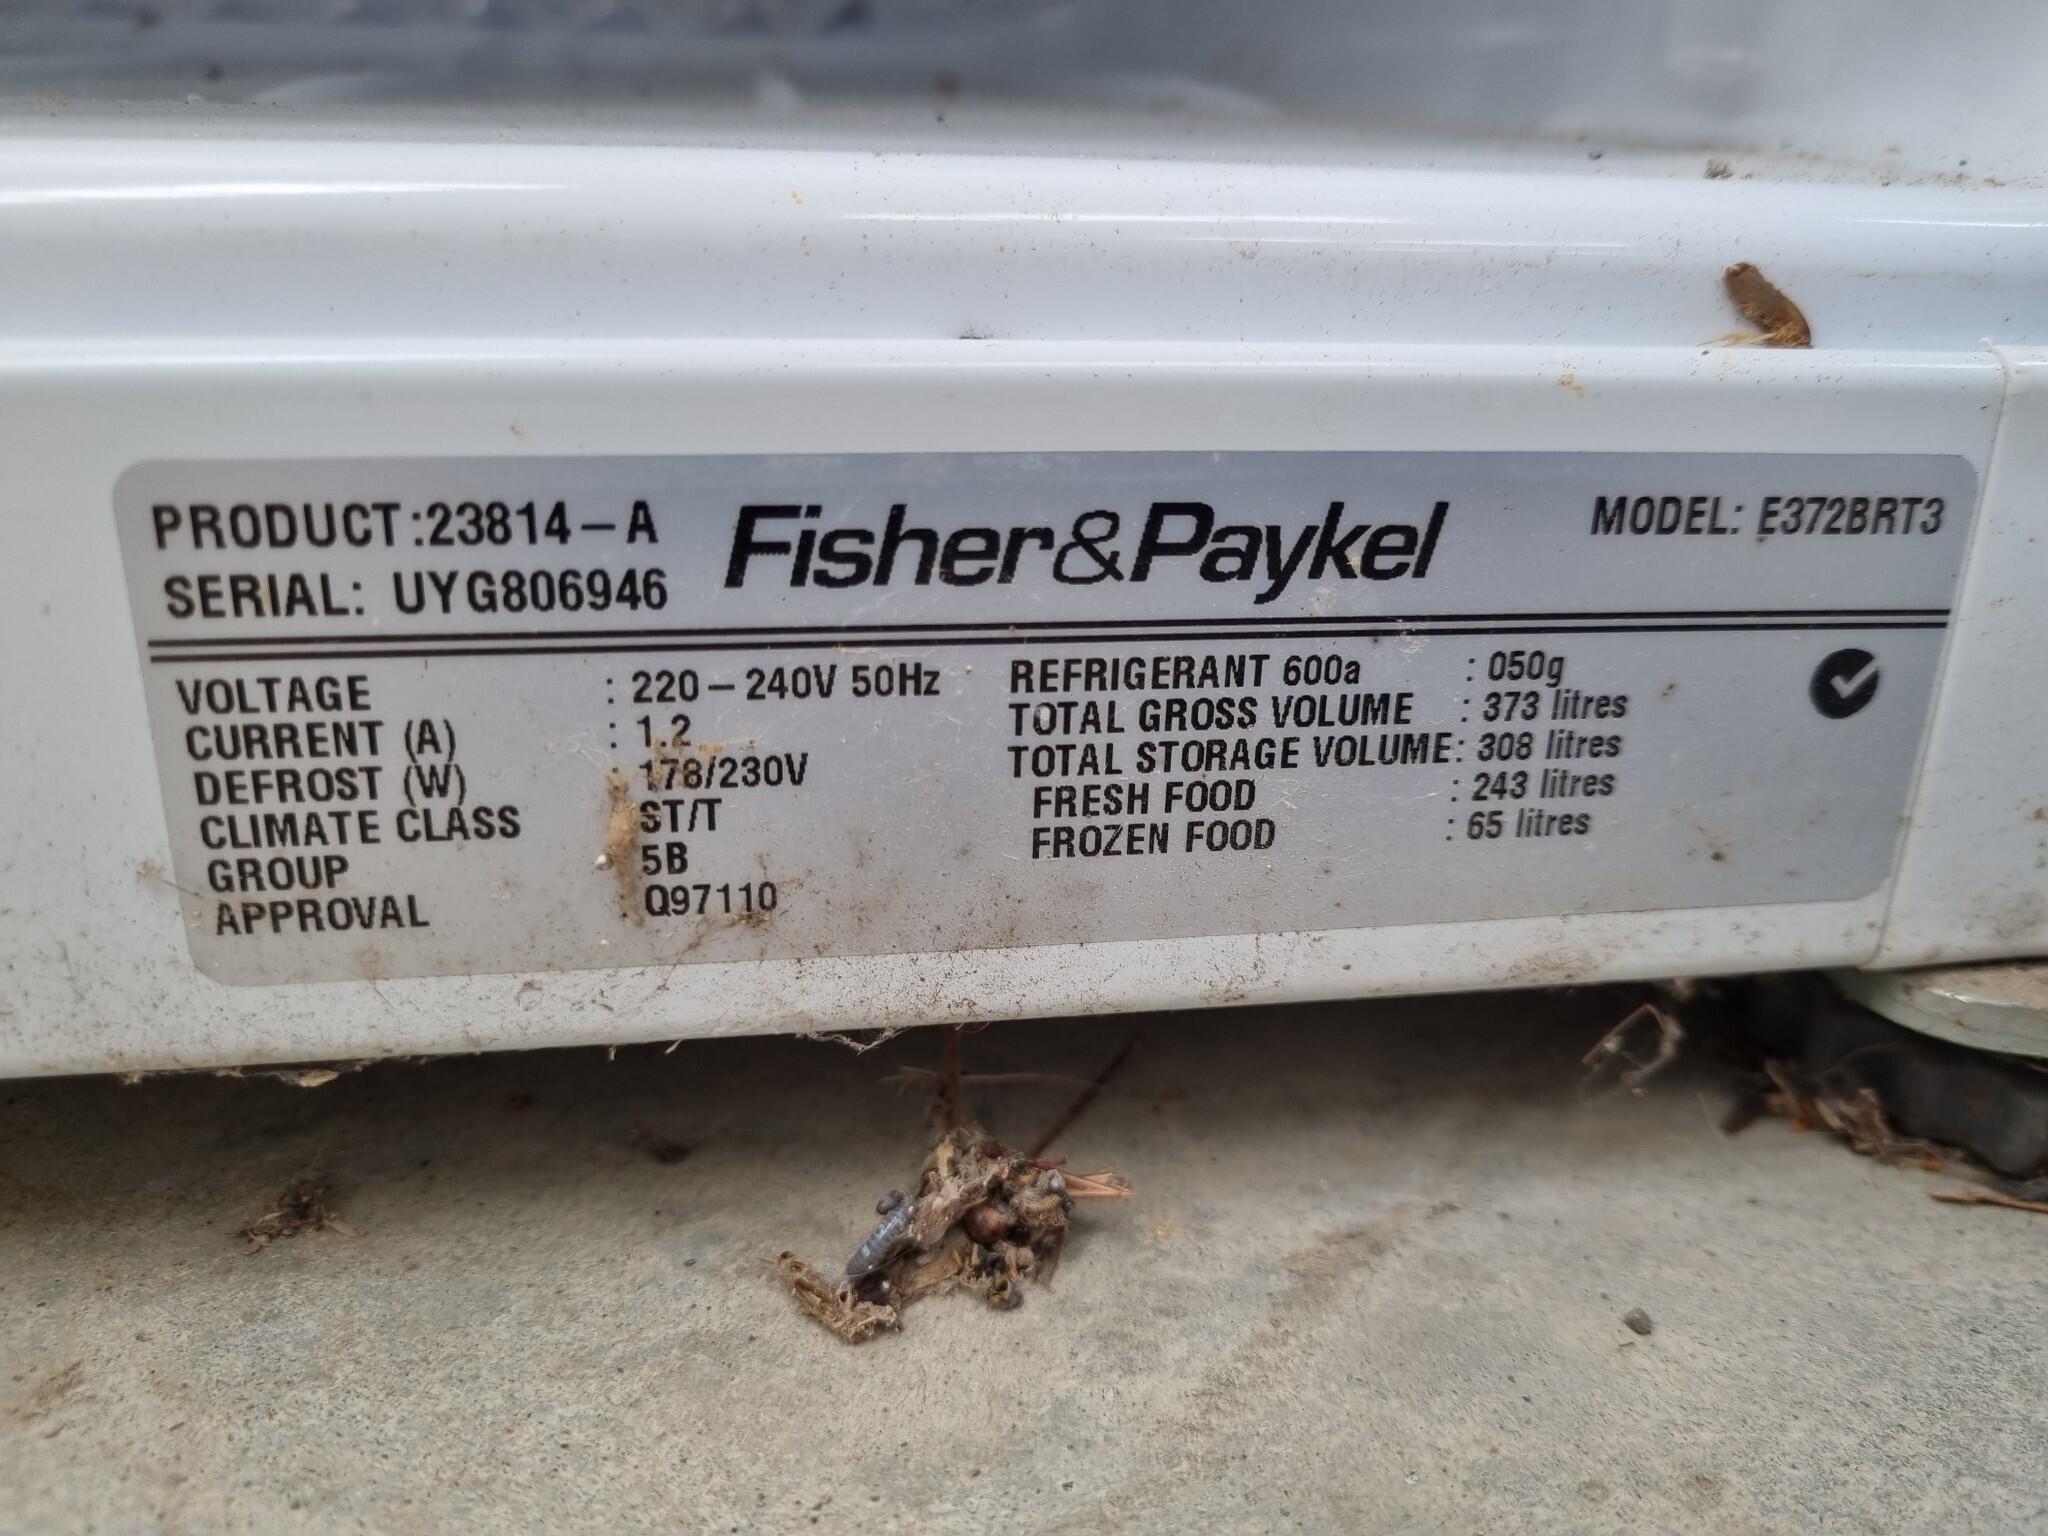 PRODUCT:23814-A
SERIAL: UYG806946
Fisher&Paykel
MODEL: E372BRT3
VOLTAGE : 220-240V 50Hz
CURRENT (A) : 1.2
DEFROST (W) : 178/230V
CLIMATE CLASS ST/T
GROUP 5B
APPROVAL : Q97110
REFRIGERANT 600a : 050g
TOTAL GROSS VOLUME : 373 litres
TOTAL STORAGE VOLUME: 308 litres
FRESH FOOD : 243 litres
FROZEN FOOD : 65 litres